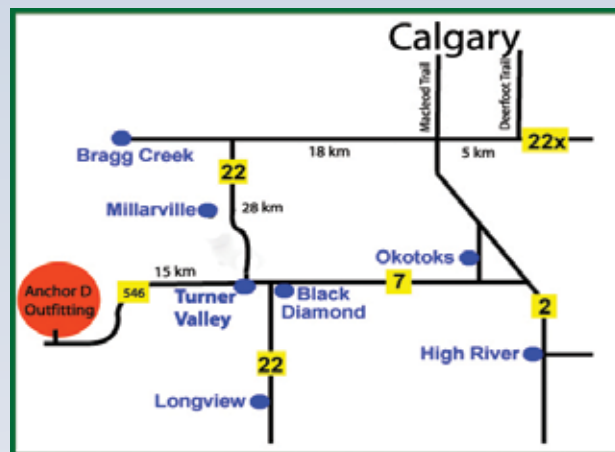 Calgary
Macleod Trail
Deerfoot Trail
Bragg Creek
18 km
5 km
22x
22
Millarville
28 km
Okotoks
15 km
Anchor D
Outfitting
546
Turner
Valley
Black
Diamond
7
2
22
High River
Longview